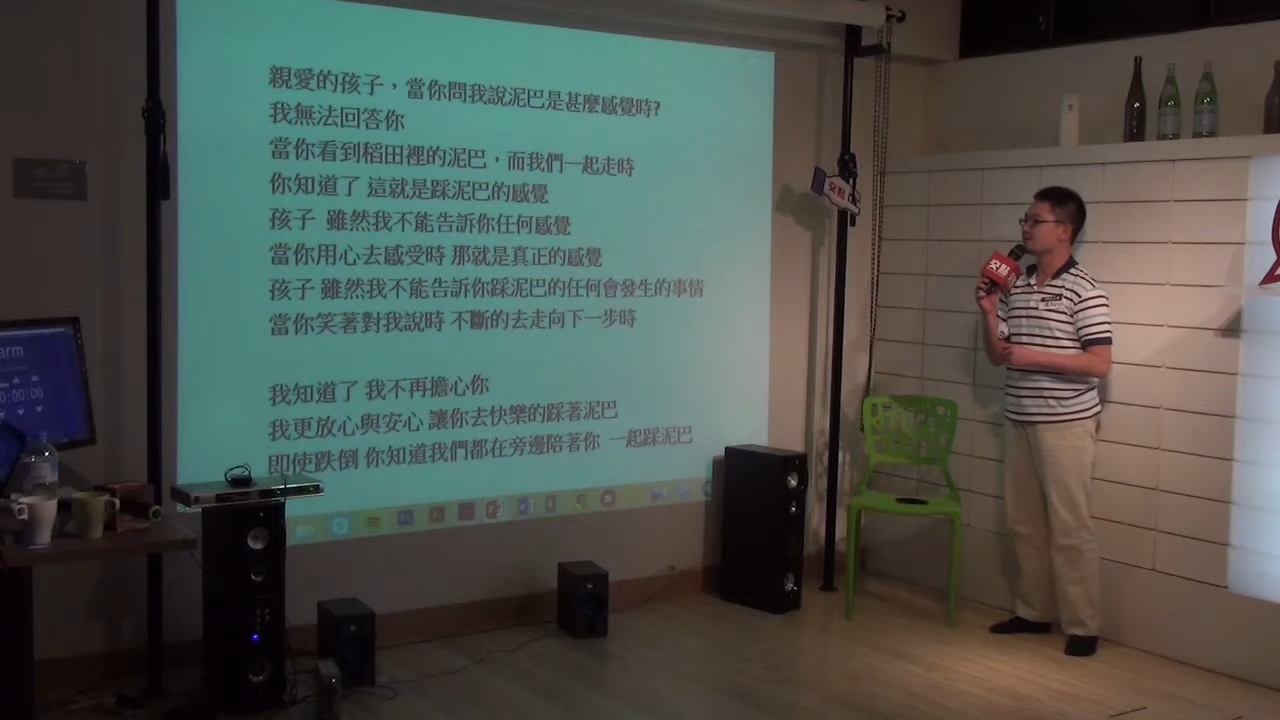 親愛的孩子，當你問我說泥巴是甚麼感覺時?
我無法回答你
當你看到稻田裡的泥巴，而我們一起走時
你知道了 這就是踩泥巴的感覺
孩子 雖然我不能告訴你任何感覺
當你用心去感受時 那就是真正的感覺
孩子 雖然我不能告訴你踩泥巴的任何會發生的事情
當你笑著對我說時 不斷的去走向下一步時
我知道了 我不再擔心你
我更放心與安心 讓你去快樂的踩著泥巴
即使跌倒 你知道我們都在旁邊陪著你 一起踩泥巴
交點
交點
arm
0:00:00